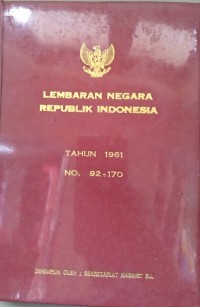 LEMBARAN NEGARA
REPUBLIK INDONESIA
TAHUN 1961
NO. 92-170
DIHIMPUN OLEH : SEKRETARIAT KABINET R.I.